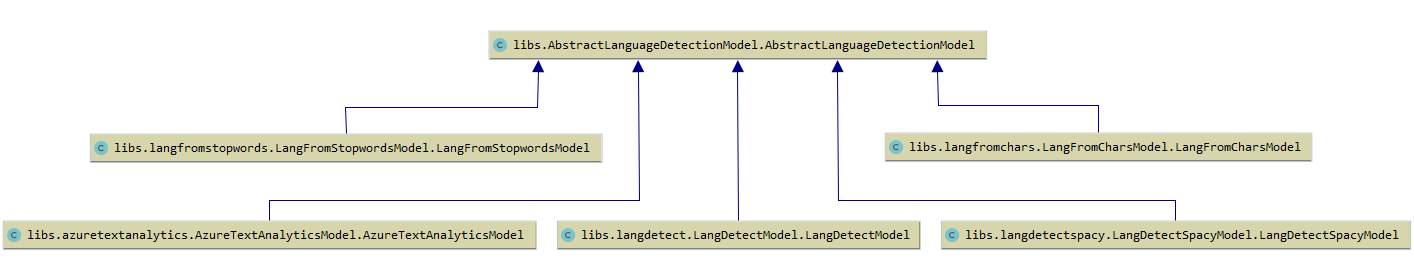 C libs.AbstractLanguageDetectionModel.AbstractLanguageDetectionModel
C libs.langfromstopwords.LangFromStopwordsModel.LangFromStopwordsModel
C libs.langfromchars.LangFromCharsModel.LangFromCharsModel
C libs.azuretextanalytics.AzureTextAnalyticsModel.AzureTextAnalyticsModel
C libs.langdetect.LangDetectModel.LangDetectModel
C libs.langdetectspacy.LangDetectSpacyModel.LangDetectSpacyModel